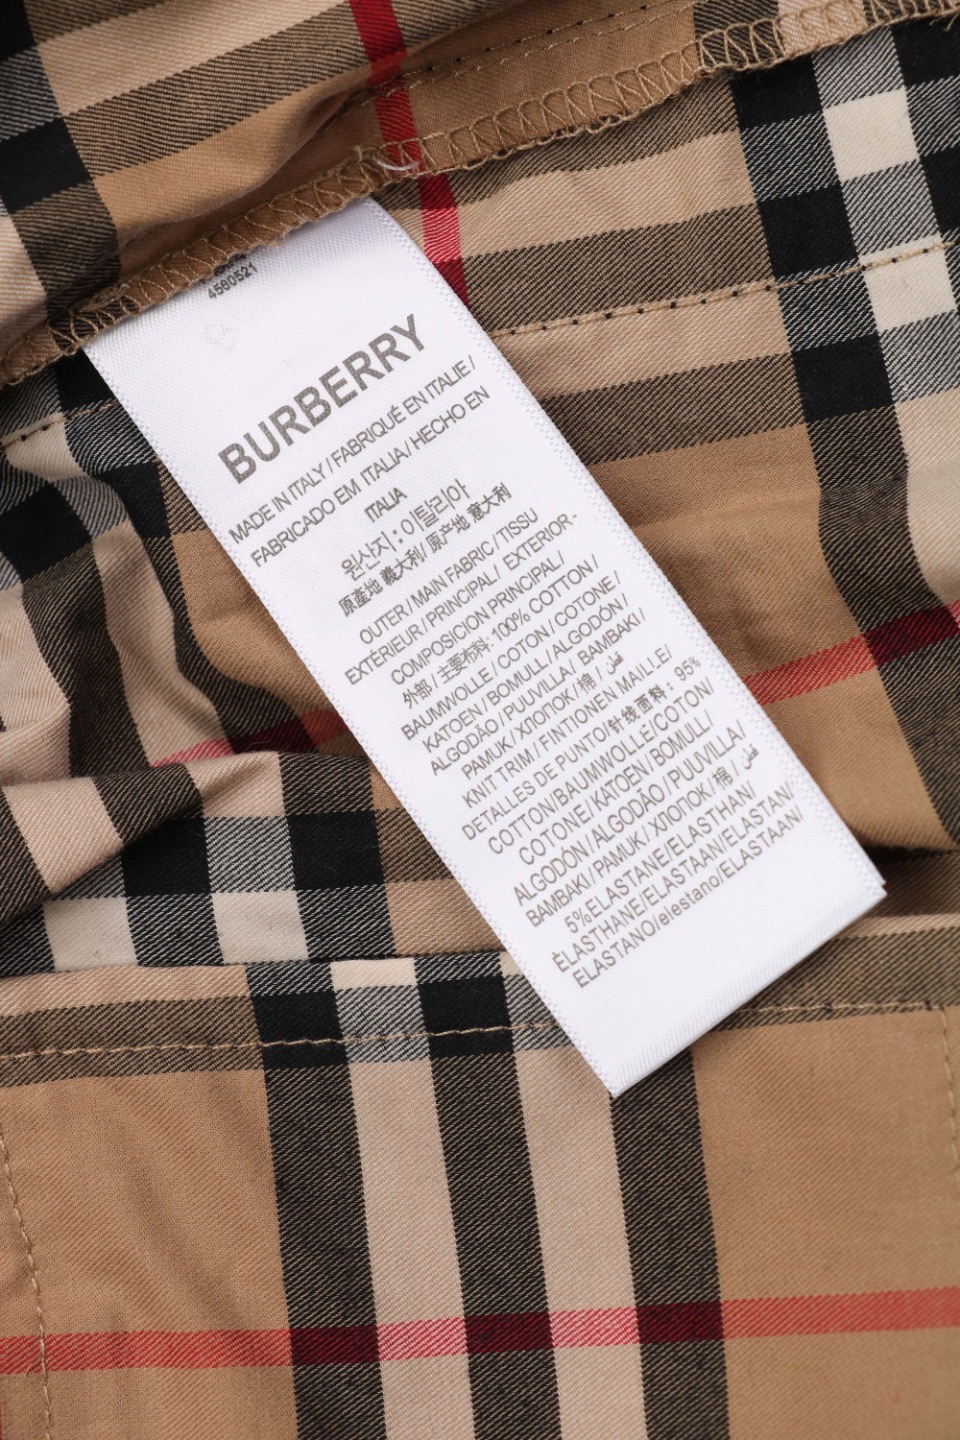 4560521
BURBERRY
MADE IN ITALY / FABRIQUÉ EN ITALIE /
FABRICADO EM ITALIA / HECHO EN
ITALIA
원산지 : 이틸리아
原産地 義大利 / 原产地 意大利
OUTER / MAIN FABRIC / TISSU
EXTÉRIEUR / PRINCIPAL / EXTERIOR -
COMPOSICION PRINCIPAL /
外部 / 主要布料: 100% COTTON /
BAUMWOLLE / COTON / COTONE /
KATOEN / BOMULL / ALGODÓN /
ALGODÃO / PUUVILLA / BAMBAKI /
PAMUK / ХЛОПОК / 棉 / قطن
KNIT TRIM / FINTIONEN MAILLE /
DETALLES DE PUNTO/针线面料: 95%
COTTON/BAUMWOLLE/COTON/
COTONE / KATOEN / BOMULL /
ALGODÓN/ ALGODÃO/ PUUVILLA /
BAMBAKI/ PAMUK / ХЛОПОК / 棉 / قطن
5%ELASTANE/ELASTHAN/
ÈLASTHANE/ELASTAAN/ELASTAN/
ELASTANO/elestano/ELASTAN